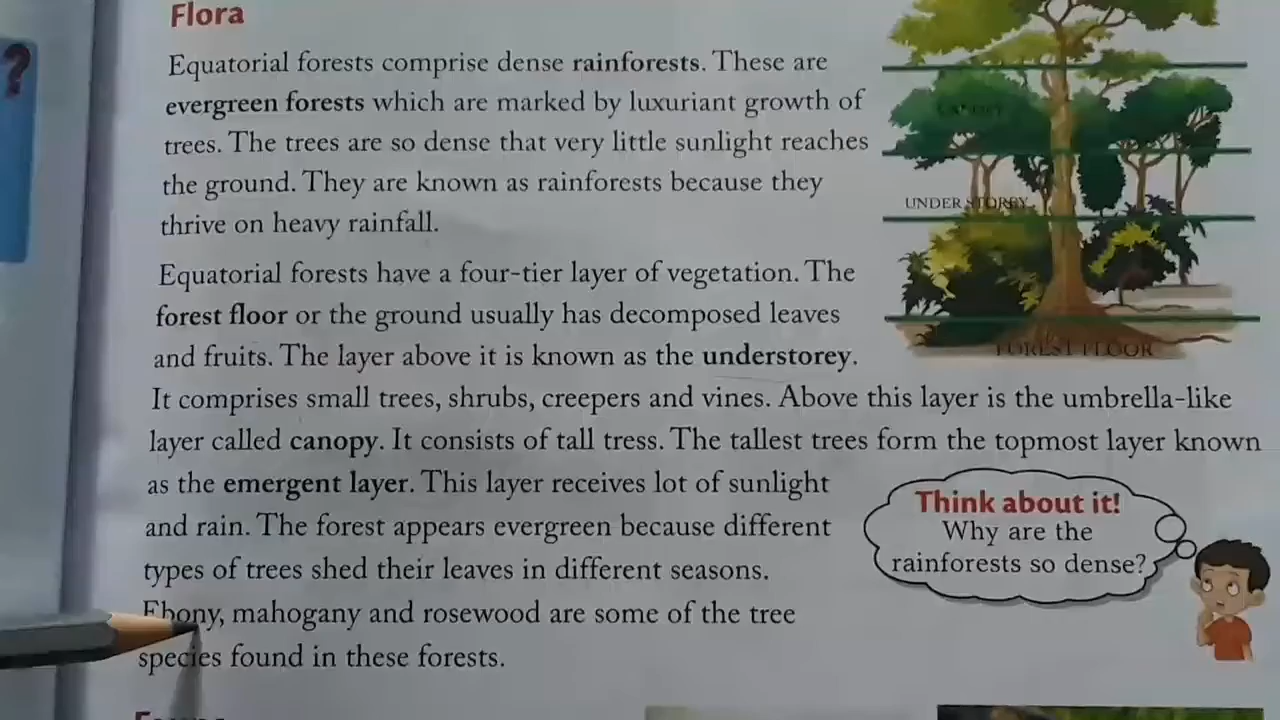 Flora
?
Equatorial forests comprise dense rainforests. These are
evergreen forests which are marked by luxuriant growth of
trees. The trees are so dense that very little sunlight reaches
the ground. They are known as rainforests because they
thrive on heavy rainfall.
CANOPY
UNDER STOREY
FOREST FLOOR
Equatorial forests have a four-tier layer of vegetation. The
forest floor or the ground usually has decomposed leaves
and fruits. The layer above it is known as the understorey.
It comprises small trees, shrubs, creepers and vines. Above this layer is the umbrella-like
layer called canopy. It consists of tall tress. The tallest trees form the topmost layer known
as the emergent layer. This layer receives lot of sunlight
and rain. The forest appears evergreen because different
types of trees shed their leaves in different seasons.
Ebony, mahogany and rosewood are some of the tree
species found in these forests.
Think about it!
Why are the
rainforests so dense?